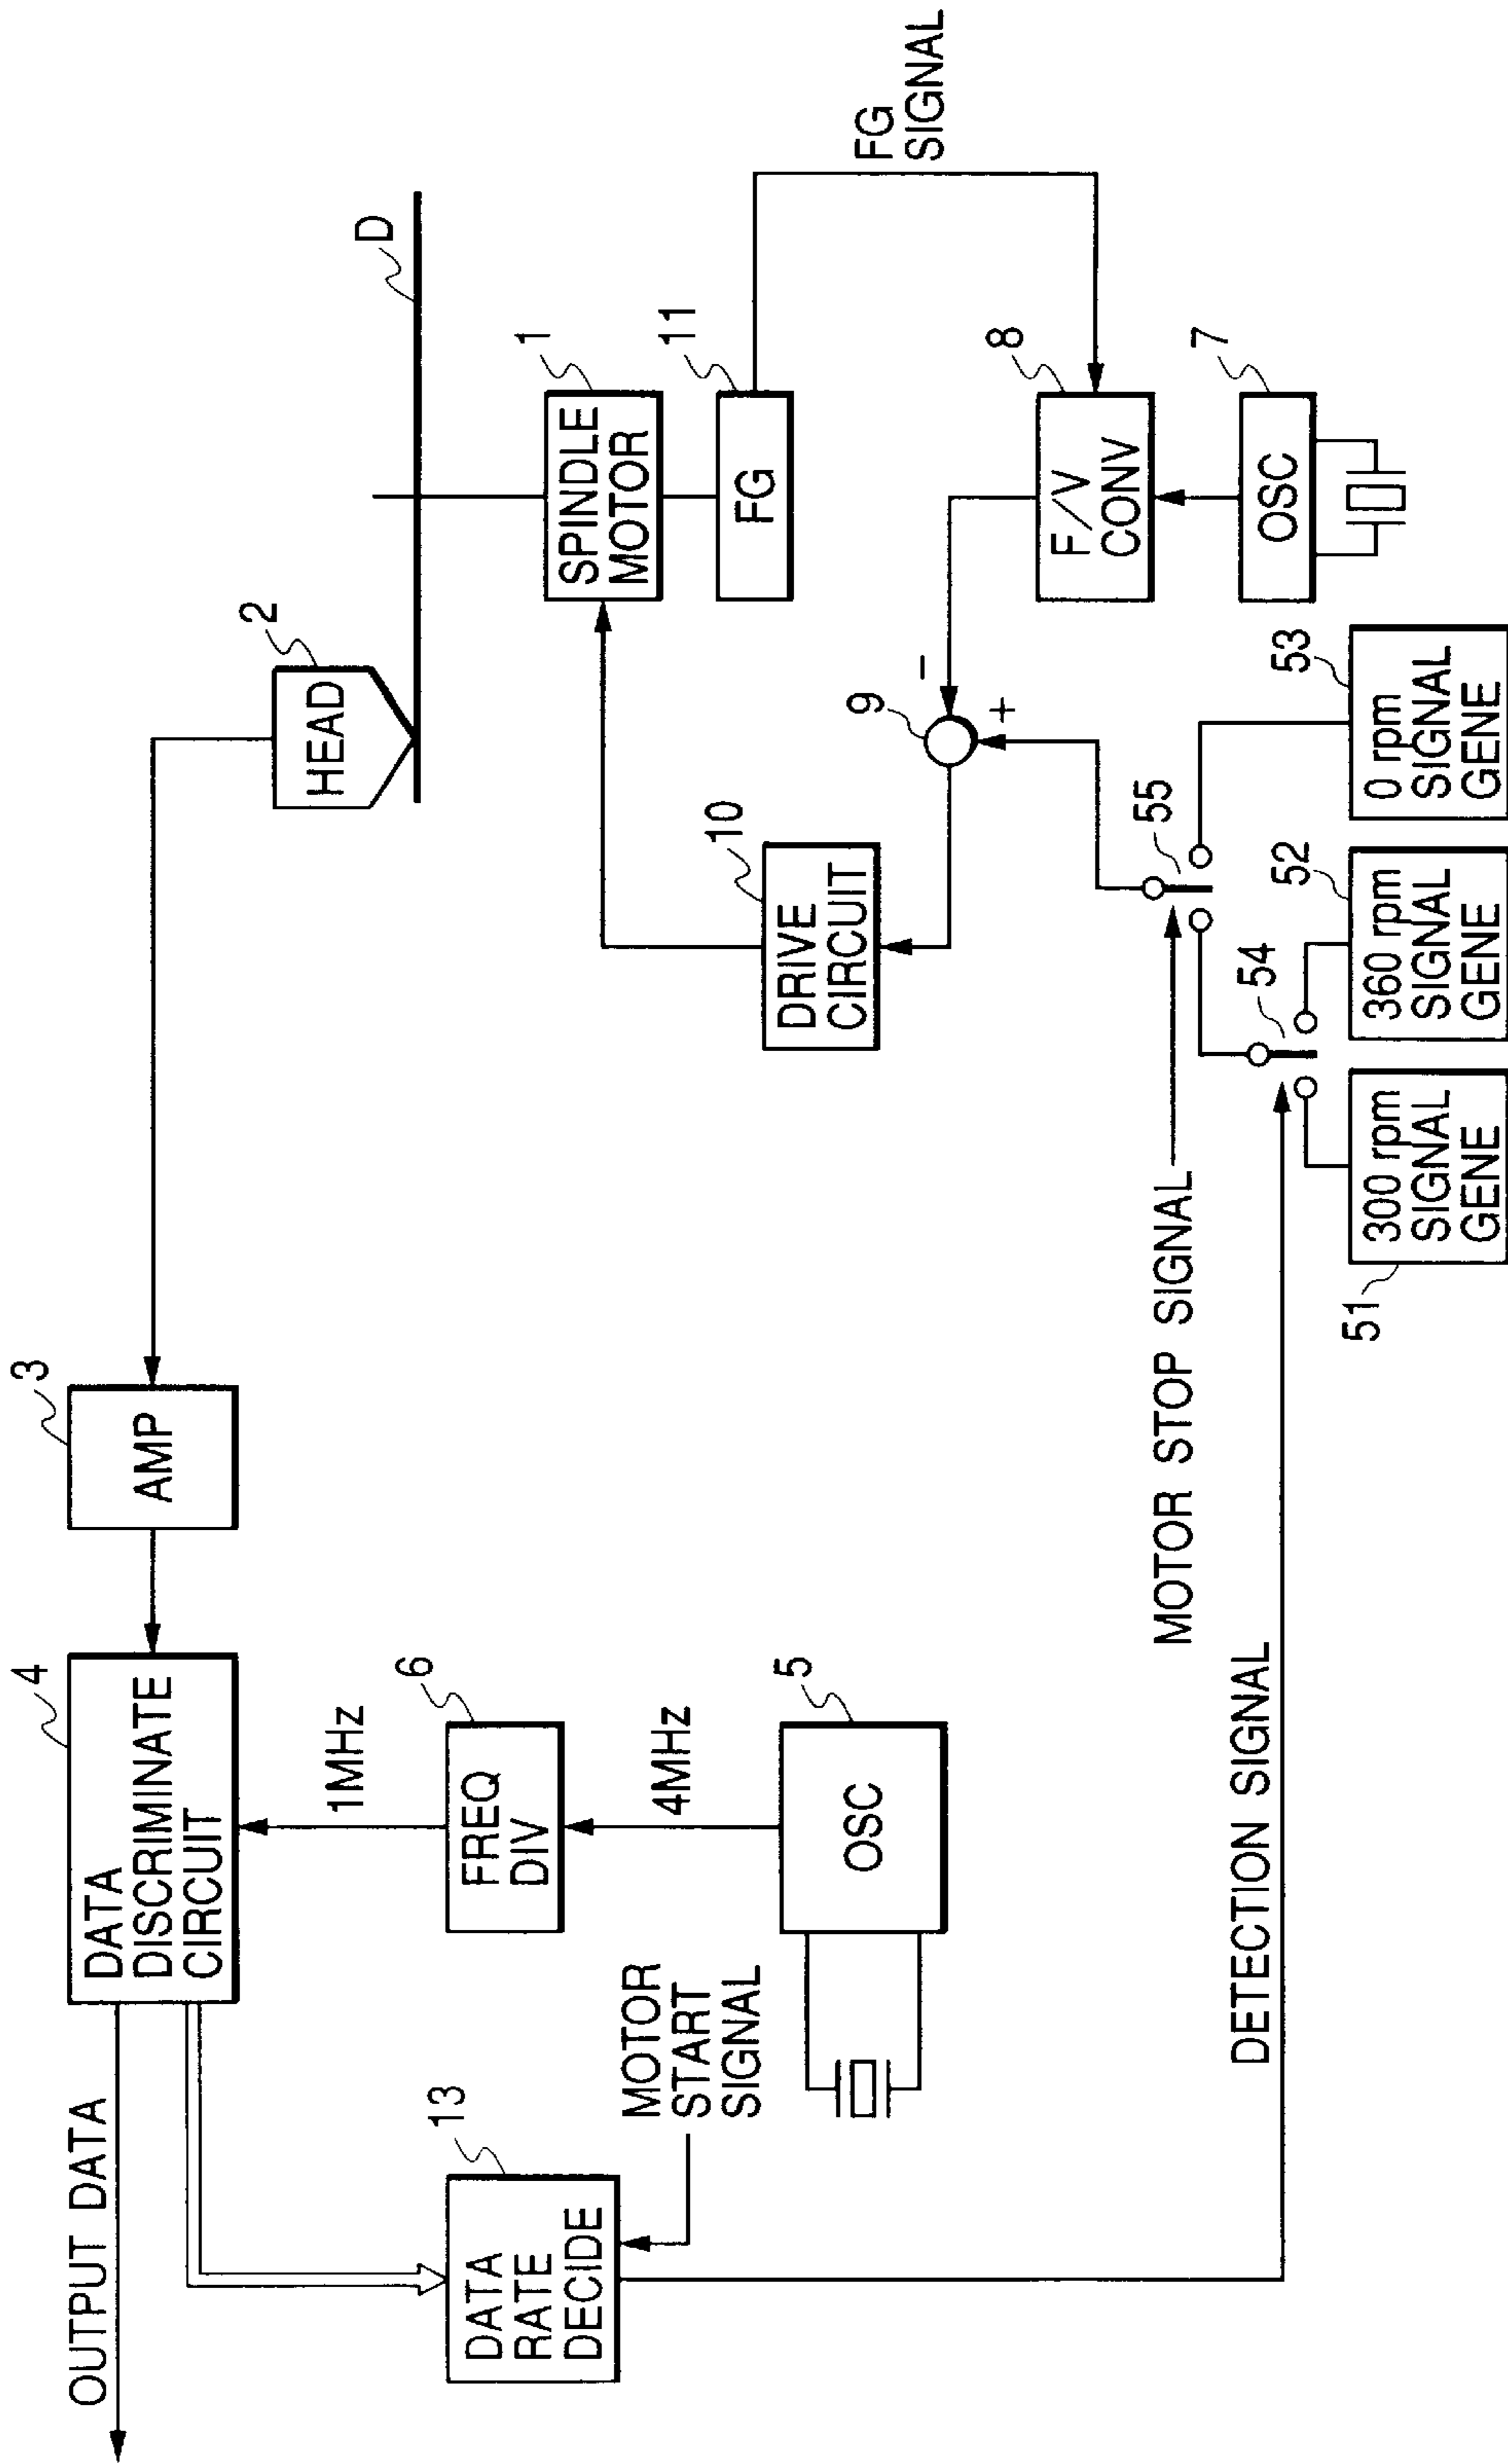 OUTPUT DATA
4
DATA
DISCRIMINATE
CIRCUIT
3
AMP
2
HEAD
D
13
DATA
RATE
DECIDE
MOTOR
START
SIGNAL
1MHz
6
FREQ
DIV
4MHz
5
OSC
1
SPINDLE
MOTOR
11
FG
FG
SIGNAL
10
DRIVE
CIRCUIT
9
−
+
8
F/V
CONV
7
OSC
MOTOR STOP SIGNAL
55
DETECTION SIGNAL
54
51
300 rpm
SIGNAL
GENE
52
360 rpm
SIGNAL
GENE
53
0 rpm
SIGNAL
GENE